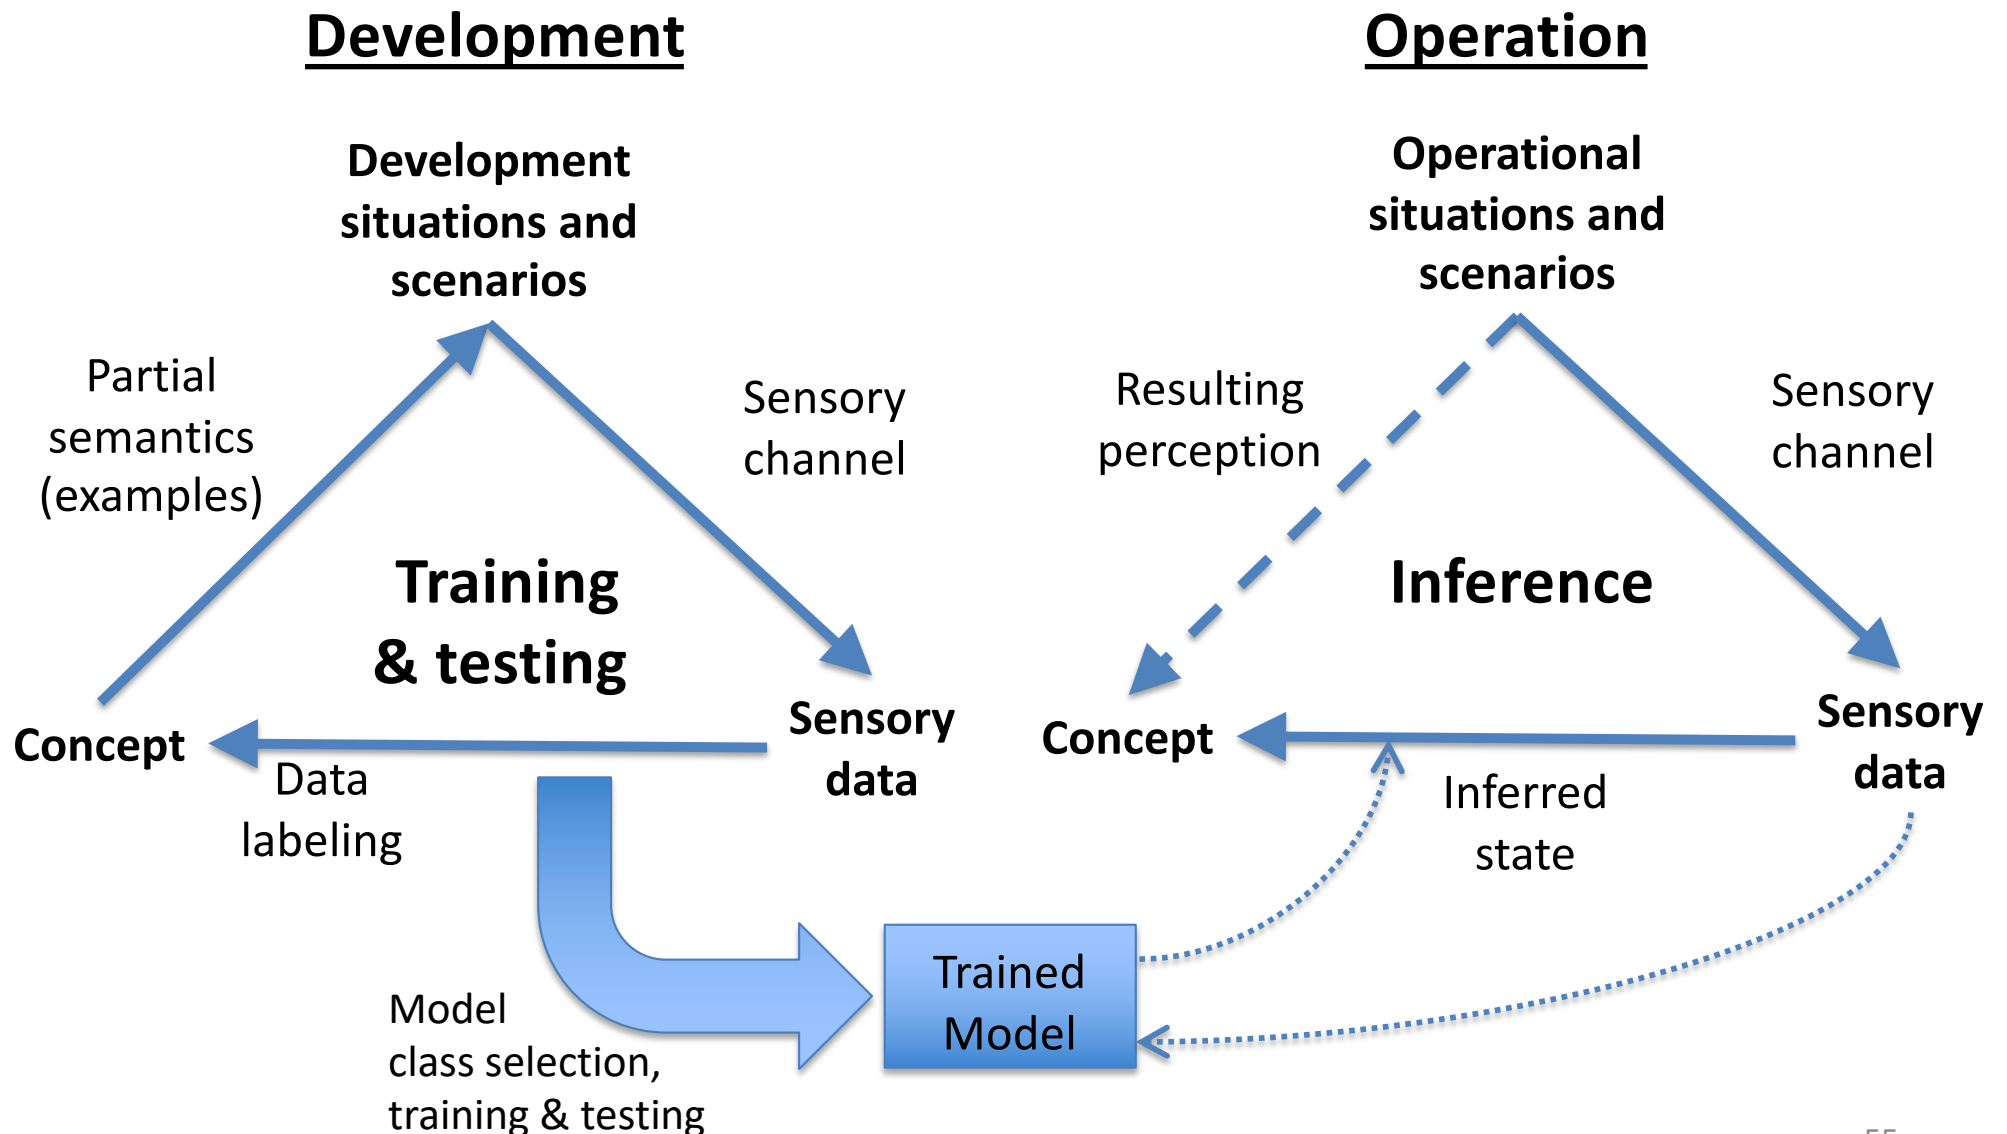 Development
Operation
Development
situations and
scenarios
Operational
situations and
scenarios
Partial
semantics
(examples)
Sensory
channel
Resulting
perception
Sensory
channel
Training
& testing
Inference
Concept
Sensory
data
Concept
Sensory
data
Data
labeling
Inferred
state
Trained
Model
Model
class selection,
training & testing